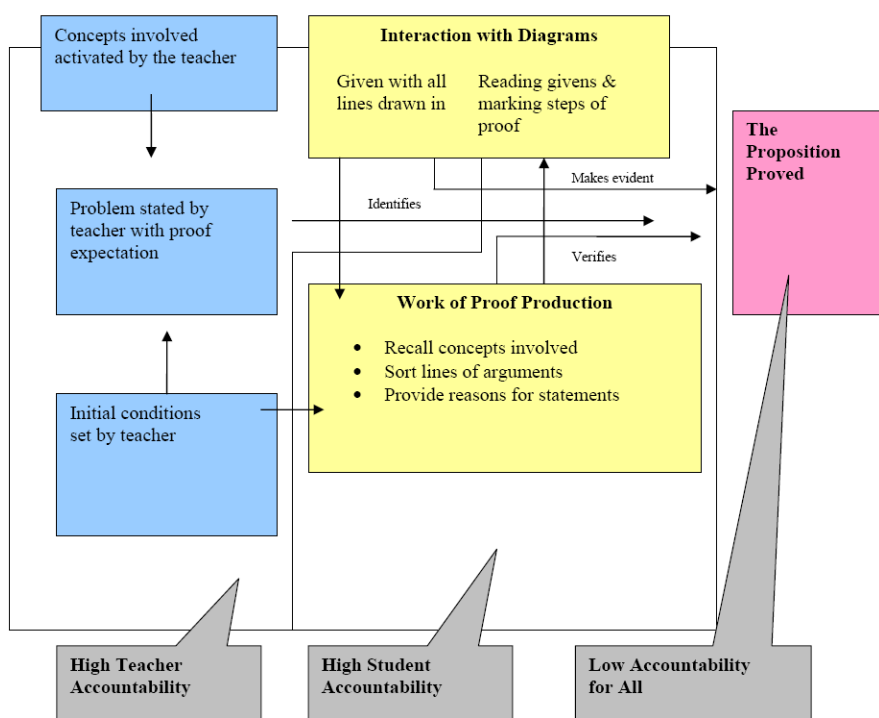 Concepts involved
activated by the teacher
Interaction with Diagrams
Given with all
lines drawn in
Reading givens &
marking steps of
proof
The
Proposition
Proved
Makes evident
Problem stated by
teacher with proof
expectation
Identifies
Verifies
Work of Proof Production
• Recall concepts involved
• Sort lines of arguments
• Provide reasons for statements
Initial conditions
set by teacher
High Teacher
Accountability
High Student
Accountability
Low Accountability
for All